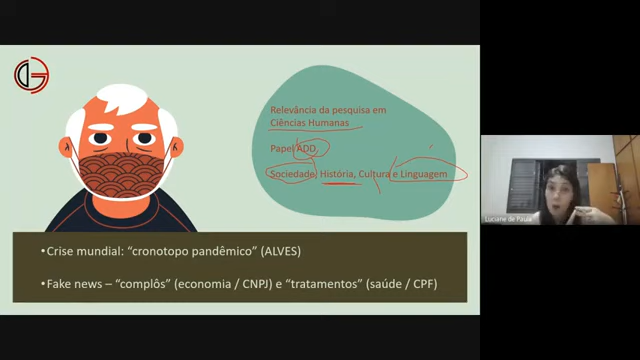 Relevância da pesquisa em
Ciências Humanas
Papel ADD
Sociedade, História, Cultura e Linguagem
•Crise mundial: "cronotopo pandêmico" (ALVES)
•Fake news – "complôs" (economia / CNPJ) e "tratamentos" (saúde / CPF)
Luciane de Paula